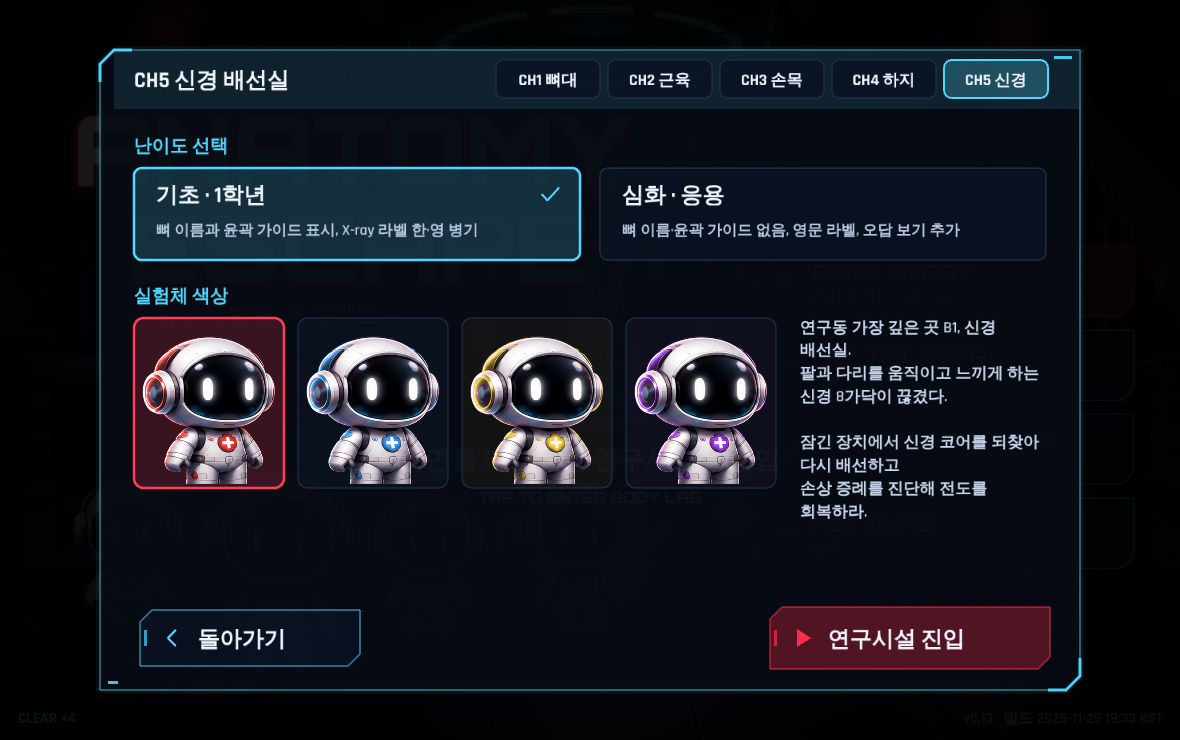 CH5 신경 배선실
CH1 뼈대
CH2 근육
CH3 손목
CH4 하지
CH5 신경
난이도 선택
기초 · 1학년
뼈 이름과 윤곽 가이드 표시, X-ray 라벨 한·영 병기
심화 · 응용
뼈 이름·윤곽 가이드 없음, 영문 라벨, 오답 보기 추가
실험체 색상
연구동 가장 깊은 곳 B1, 신경
배선실.
팔과 다리를 움직이고 느끼게 하는
신경 8가닥이 끊겼다.
잠긴 장치에서 신경 코어를 되찾아
다시 배선하고
손상 증례를 진단해 전도를
회복하라.
TAP TO ENTER BODY LAB
돌아가기
연구시설 진입
CLEAR ×4
v0.13 · 빌드 2026-11-25 19:33 KST